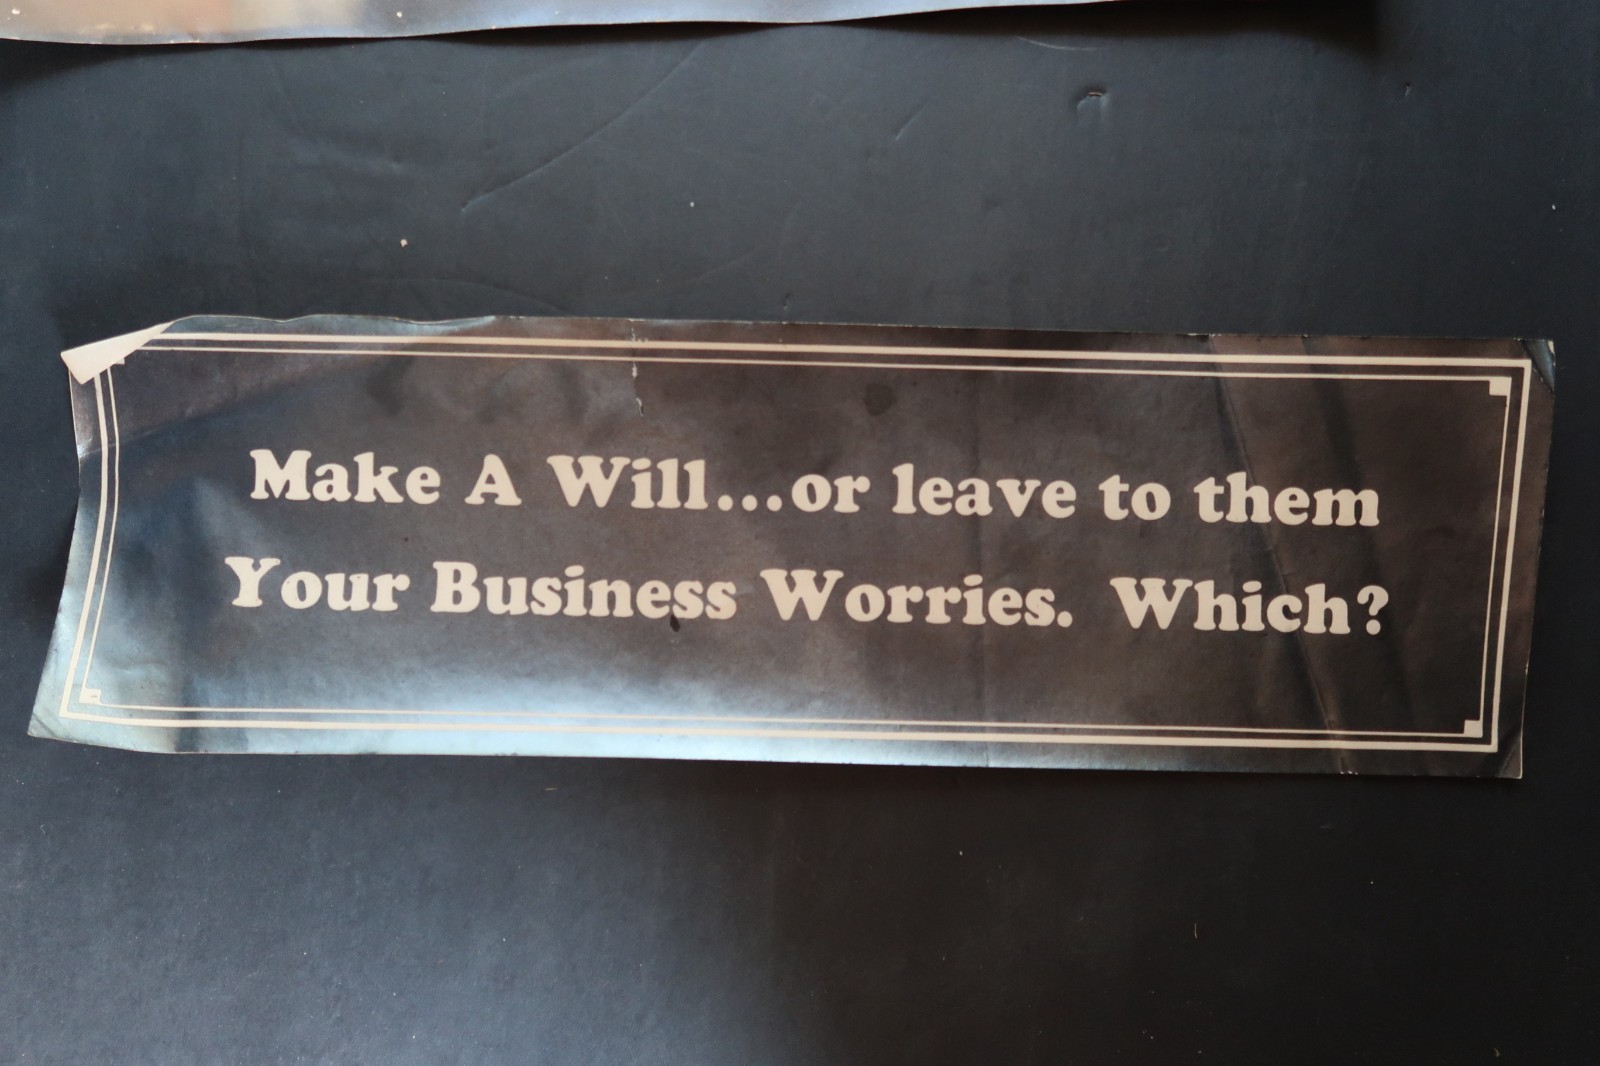 Make A Will...or leave to them
Your Business Worries. Which?